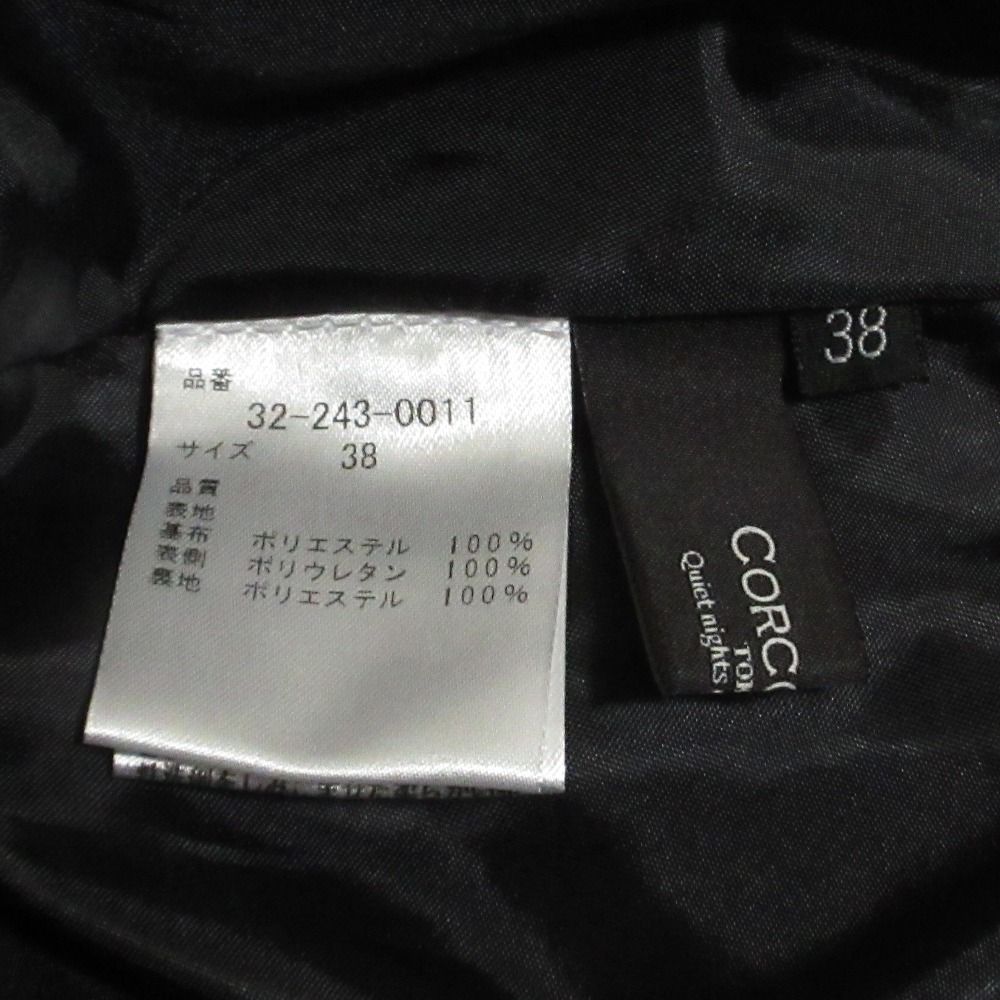 品番
32-243-0011
サイズ 38
品質
表地
基布 ポリエステル 100%
表側 ポリウレタン 100%
裏地 ポリエステル 100%
38
CORC
TOK
Quiet nights